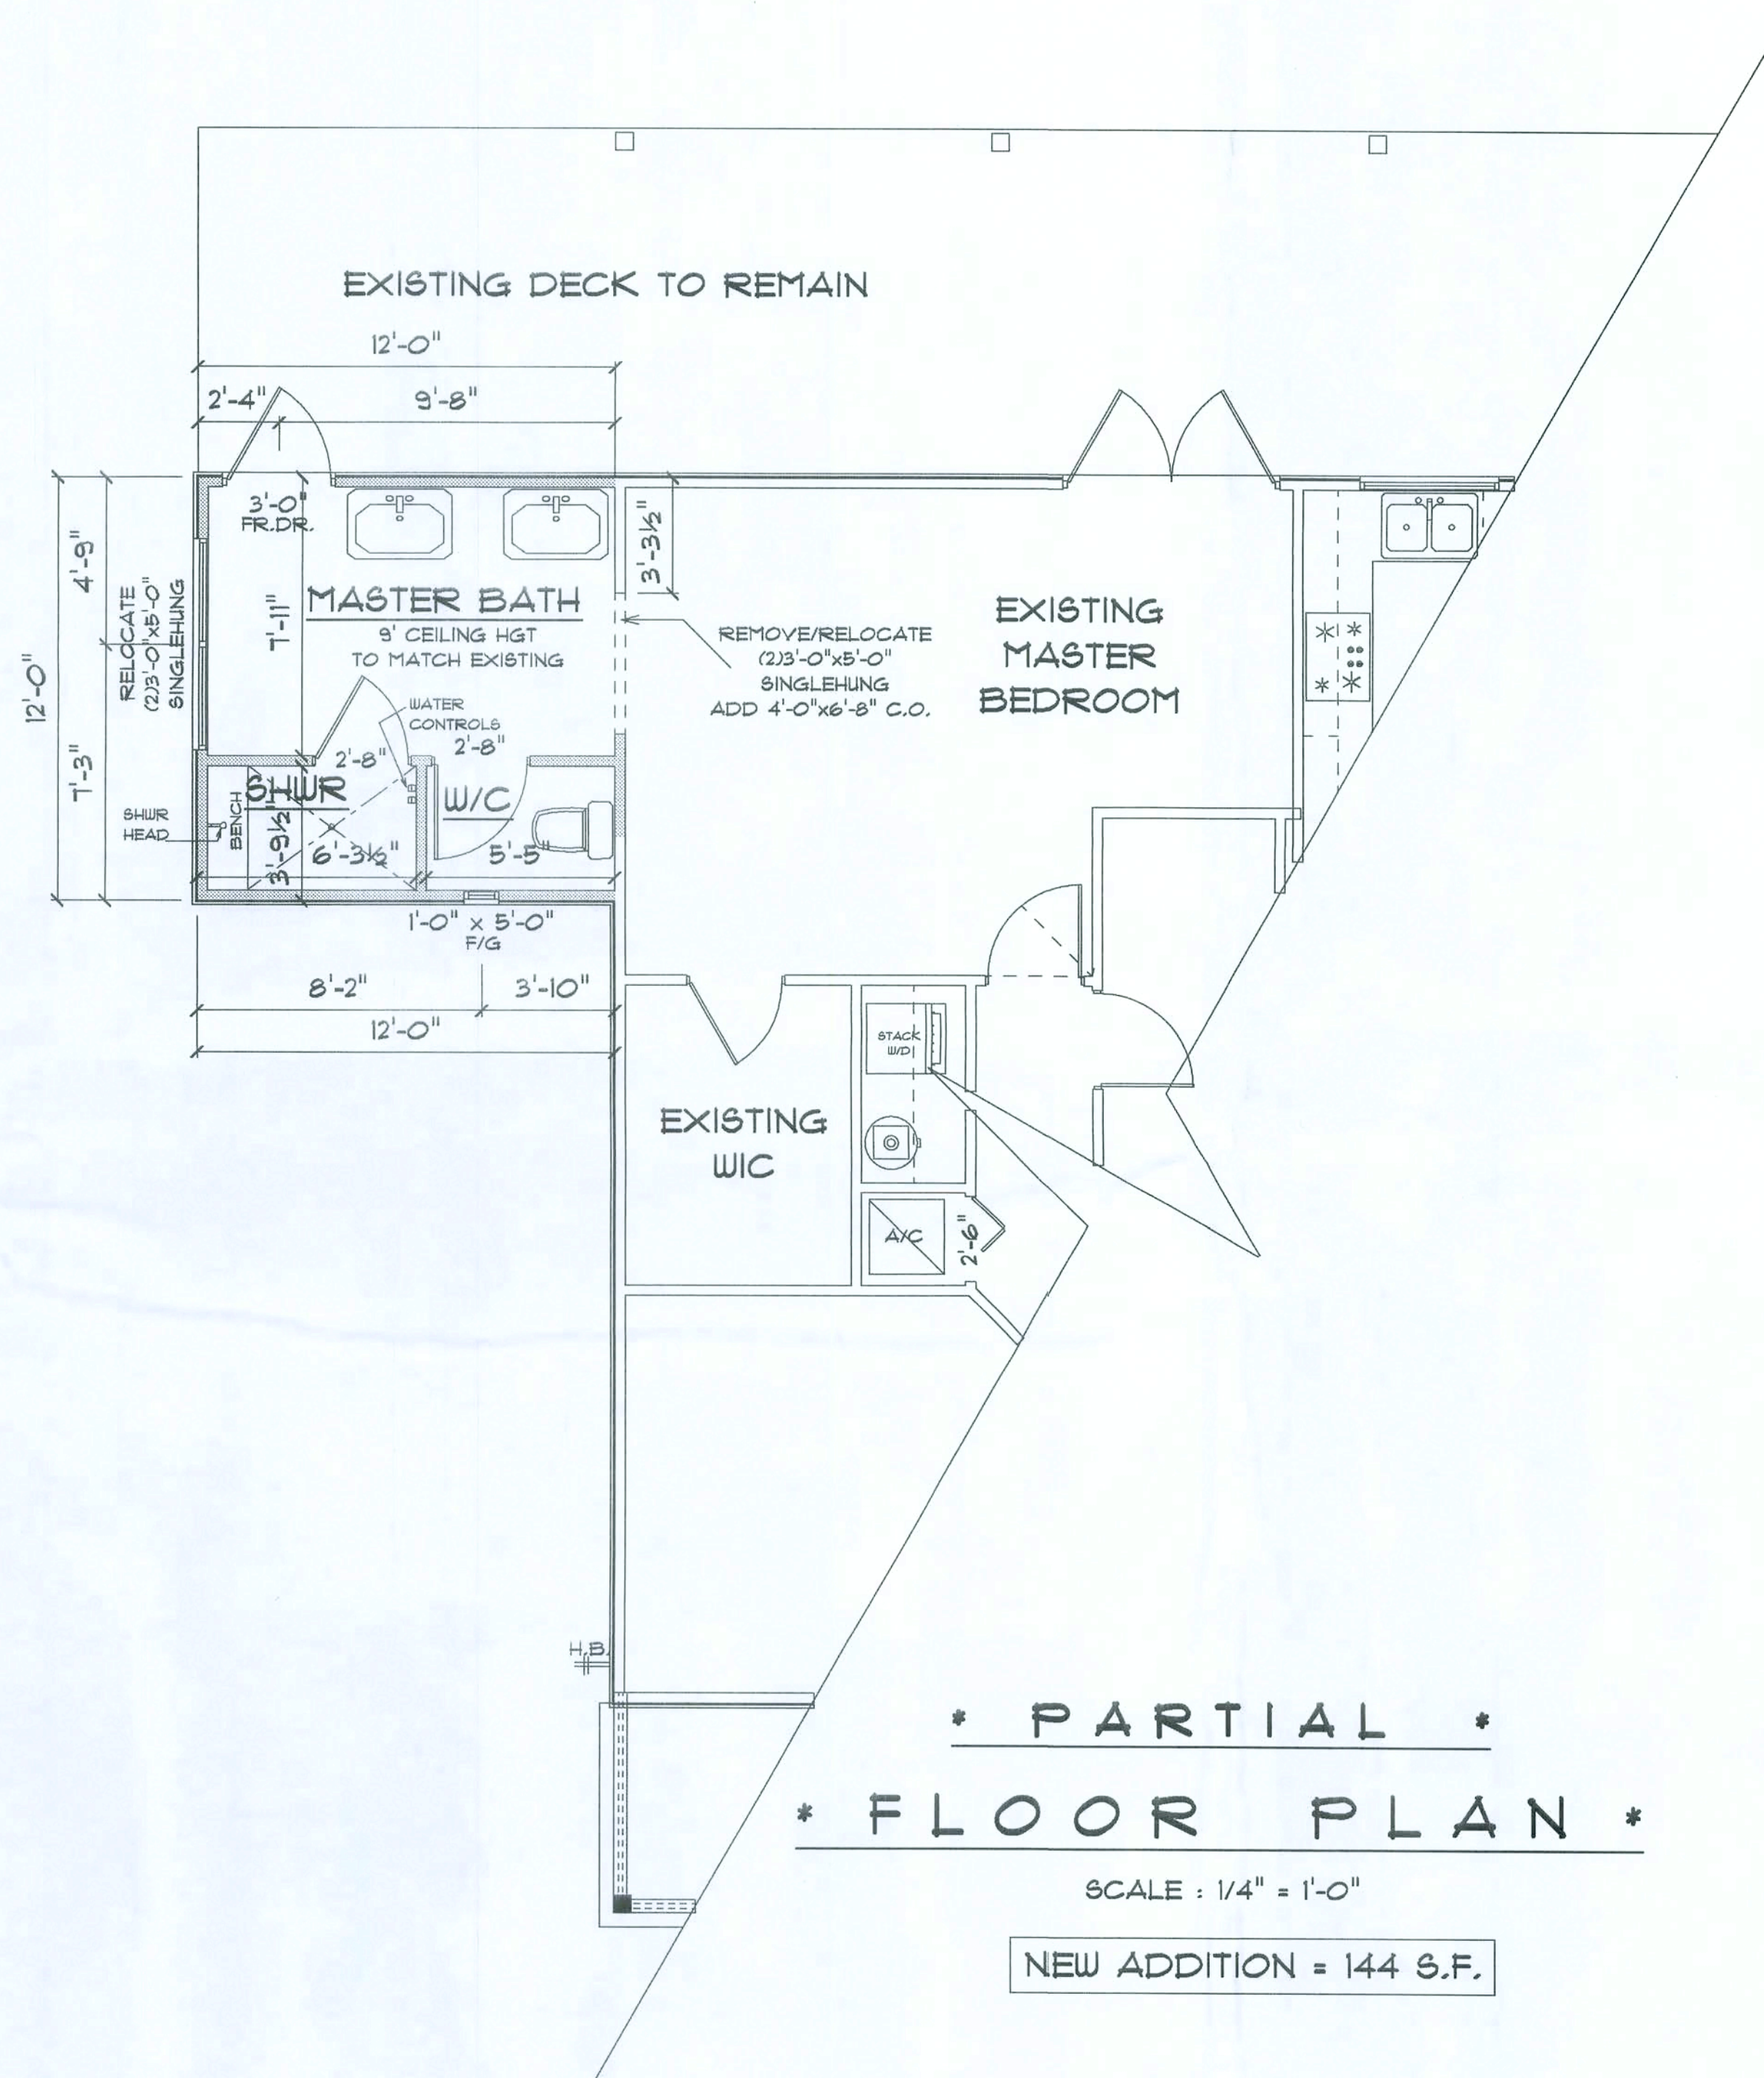 EXISTING DECK TO REMAIN
12'-0"
2'-4"
9'-8"
3'-0"
FR.DR.
3'-3½"
4'-9"
RELOCATE
(2)3'-0"x5'-0"
SINGLEHUNG
7'-11"
MASTER BATH
9' CEILING HGT
TO MATCH EXISTING
REMOVE/RELOCATE
(2)3'-0"x5'-0"
SINGLEHUNG
ADD 4'-0"x6'-8" C.O.
EXISTING
MASTER
BEDROOM
12'-0"
7'-3"
WATER
CONTROLS
2'-8"
2'-8"
SHWR
W/C
SHWR
HEAD
BENCH
3'-9½"
6'-3½"
5'-5"
1'-0" x 5'-0"
F/G
8'-2"
3'-10"
12'-0"
STACK
W/D
EXISTING
WIC
A/C
2'-6"
H.B.
* PARTIAL *
* FLOOR PLAN *
SCALE : 1/4" = 1'-0"
NEW ADDITION = 144 S.F.